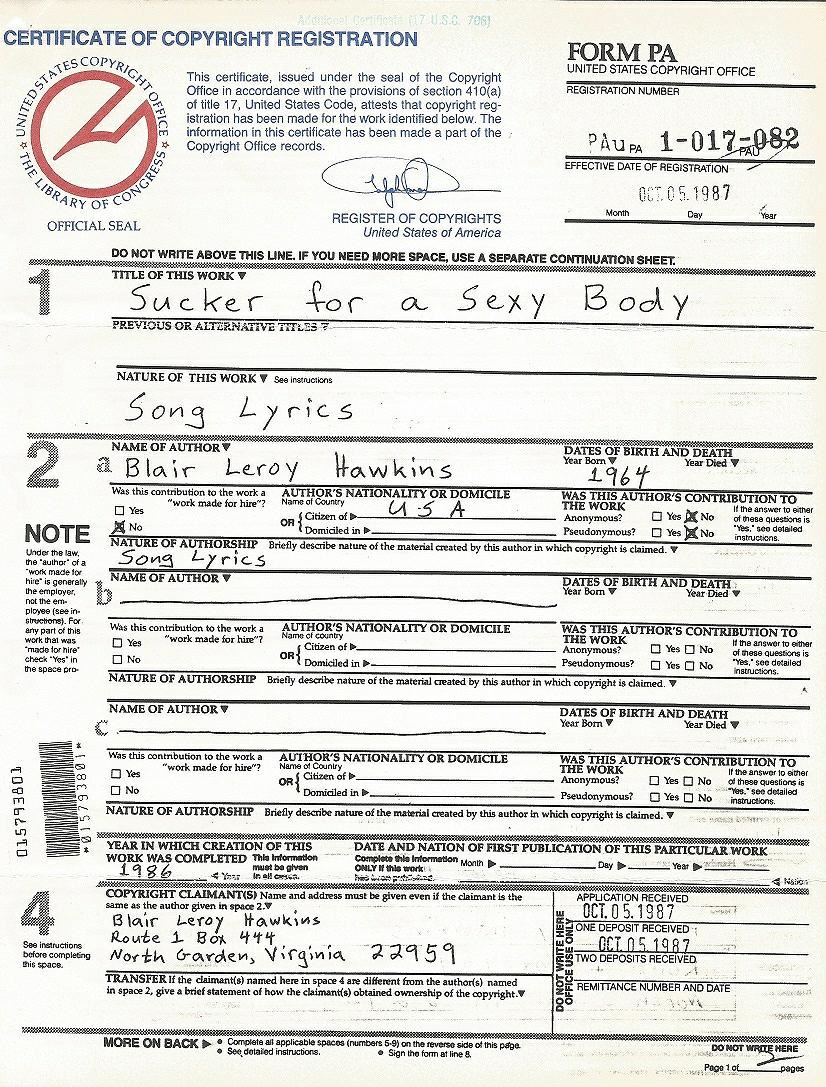 Additional Certificate (17 U.S.C. 706)
CERTIFICATE OF COPYRIGHT REGISTRATION
UNITED STATES COPYRIGHT OFFICE
THE LIBRARY OF CONGRESS
OFFICIAL SEAL
This certificate, issued under the seal of the Copyright
Office in accordance with the provisions of section 410(a)
of title 17, United States Code, attests that copyright reg-
istration has been made for the work identified below. The
information in this certificate has been made a part of the
Copyright Office records.
REGISTER OF COPYRIGHTS
United States of America
FORM PA
UNITED STATES COPYRIGHT OFFICE
REGISTRATION NUMBER
PAu PA 1-017-082
PAU
EFFECTIVE DATE OF REGISTRATION
OCT. 05. 1987
Month Day Year
DO NOT WRITE ABOVE THIS LINE. IF YOU NEED MORE SPACE, USE A SEPARATE CONTINUATION SHEET.
1
TITLE OF THIS WORK ▼
Sucker for a Sexy Body
PREVIOUS OR ALTERNATIVE TITLES ▼
NATURE OF THIS WORK ▼ See instructions
Song Lyrics
2
NAME OF AUTHOR ▼
a Blair Leroy Hawkins
DATES OF BIRTH AND DEATH
Year Born ▼ Year Died ▼
1964
Was this contribution to the work a
"work made for hire"?
Yes
No
AUTHOR'S NATIONALITY OR DOMICILE
Name of Country
OR { Citizen of ▶ USA
Domiciled in ▶
WAS THIS AUTHOR'S CONTRIBUTION TO
THE WORK
Anonymous? Yes No
Pseudonymous? Yes No
If the answer to either
of these questions is
"Yes," see detailed
instructions.
NATURE OF AUTHORSHIP Briefly describe nature of the material created by this author in which copyright is claimed. ▼
Song Lyrics
NOTE
Under the law,
the "author" of a
"work made for
hire" is generally
the employer,
not the em-
ployee (see in-
structions). For
any part of this
work that was
"made for hire"
check "Yes" in
the space pro-
b
NAME OF AUTHOR ▼
DATES OF BIRTH AND DEATH
Year Born ▼ Year Died ▼
Was this contribution to the work a
"work made for hire"?
Yes
No
AUTHOR'S NATIONALITY OR DOMICILE
Name of country
OR { Citizen of ▶
Domiciled in ▶
WAS THIS AUTHOR'S CONTRIBUTION TO
THE WORK
Anonymous? Yes No
Pseudonymous? Yes No
If the answer to either
of these questions is
"Yes," see detailed
instructions.
NATURE OF AUTHORSHIP Briefly describe nature of the material created by this author in which copyright is claimed. ▼
c
NAME OF AUTHOR ▼
DATES OF BIRTH AND DEATH
Year Born ▼ Year Died ▼
Was this contribution to the work a
"work made for hire"?
Yes
No
AUTHOR'S NATIONALITY OR DOMICILE
Name of Country
OR { Citizen of ▶
Domiciled in ▶
WAS THIS AUTHOR'S CONTRIBUTION TO
THE WORK
Anonymous? Yes No
Pseudonymous? Yes No
If the answer to either
of these questions is
"Yes," see detailed
instructions.
NATURE OF AUTHORSHIP Briefly describe nature of the material created by this author in which copyright is claimed. ▼
015793801
*015793801*
YEAR IN WHICH CREATION OF THIS
WORK WAS COMPLETED This information
must be given
in all cases.
1986 ◀ Year
DATE AND NATION OF FIRST PUBLICATION OF THIS PARTICULAR WORK
Complete this information
ONLY if this work
has been published.
Month ▶ Day ▶ Year ▶
◀ Nation
4
See instructions
before completing
this space.
COPYRIGHT CLAIMANT(S) Name and address must be given even if the claimant is the
same as the author given in space 2.▼
Blair Leroy Hawkins
Route 1 Box 444
North Garden, Virginia 22959
TRANSFER If the claimant(s) named here in space 4 are different from the author(s) named
in space 2, give a brief statement of how the claimant(s) obtained ownership of the copyright.▼
DO NOT WRITE HERE
OFFICE USE ONLY
APPLICATION RECEIVED
OCT. 05. 1987
ONE DEPOSIT RECEIVED
OCT. 05. 1987
TWO DEPOSITS RECEIVED
REMITTANCE NUMBER AND DATE
MORE ON BACK ▶
• Complete all applicable spaces (numbers 5-9) on the reverse side of this page.
• See detailed instructions. • Sign the form at line 8.
DO NOT WRITE HERE
Page 1 of pages